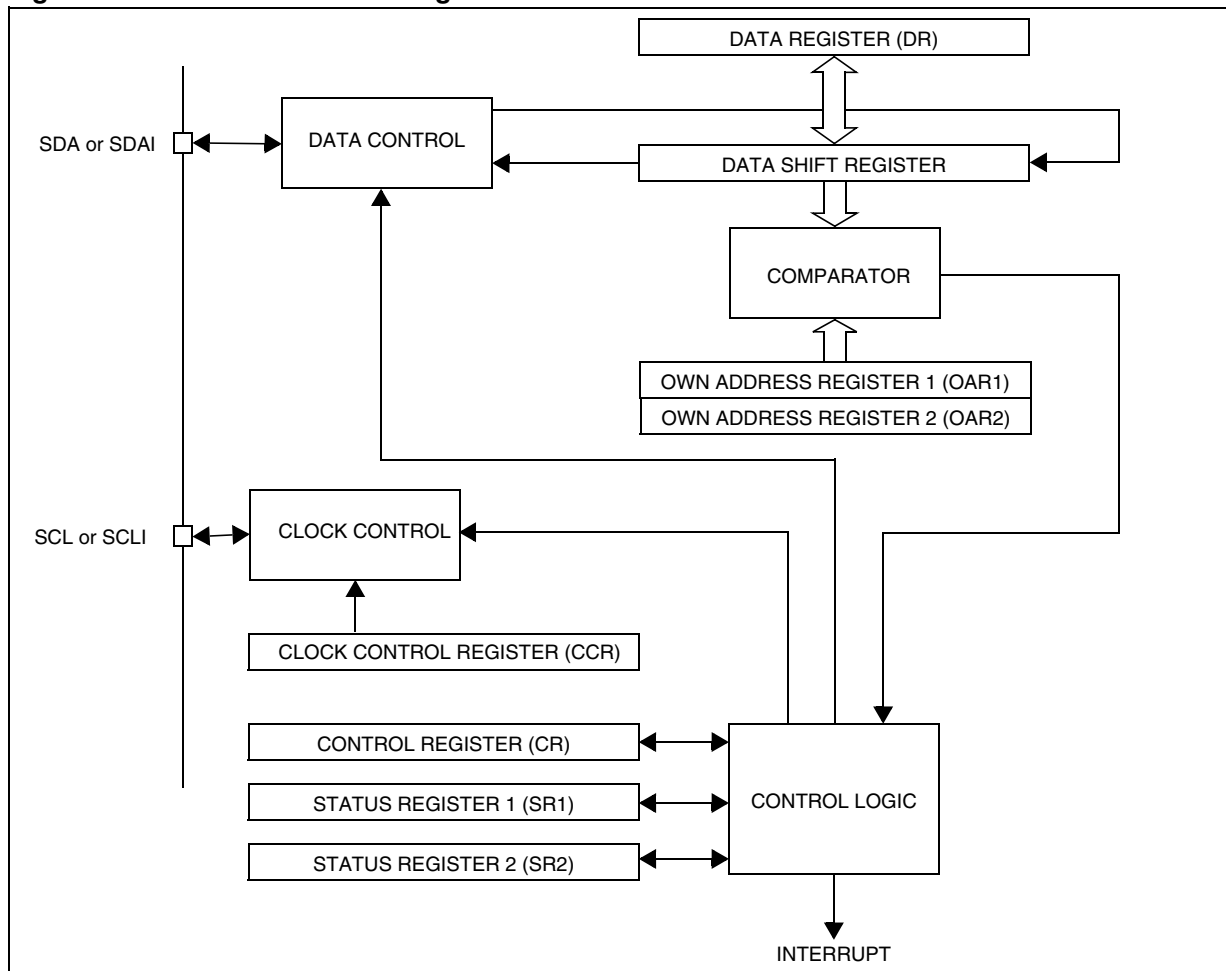 DATA REGISTER (DR)
DATA CONTROL
SDA or SDAI
DATA SHIFT REGISTER
COMPARATOR
OWN ADDRESS REGISTER 1 (OAR1)
OWN ADDRESS REGISTER 2 (OAR2)
CLOCK CONTROL
SCL or SCLI
CLOCK CONTROL REGISTER (CCR)
CONTROL REGISTER (CR)
STATUS REGISTER 1 (SR1)
CONTROL LOGIC
STATUS REGISTER 2 (SR2)
INTERRUPT